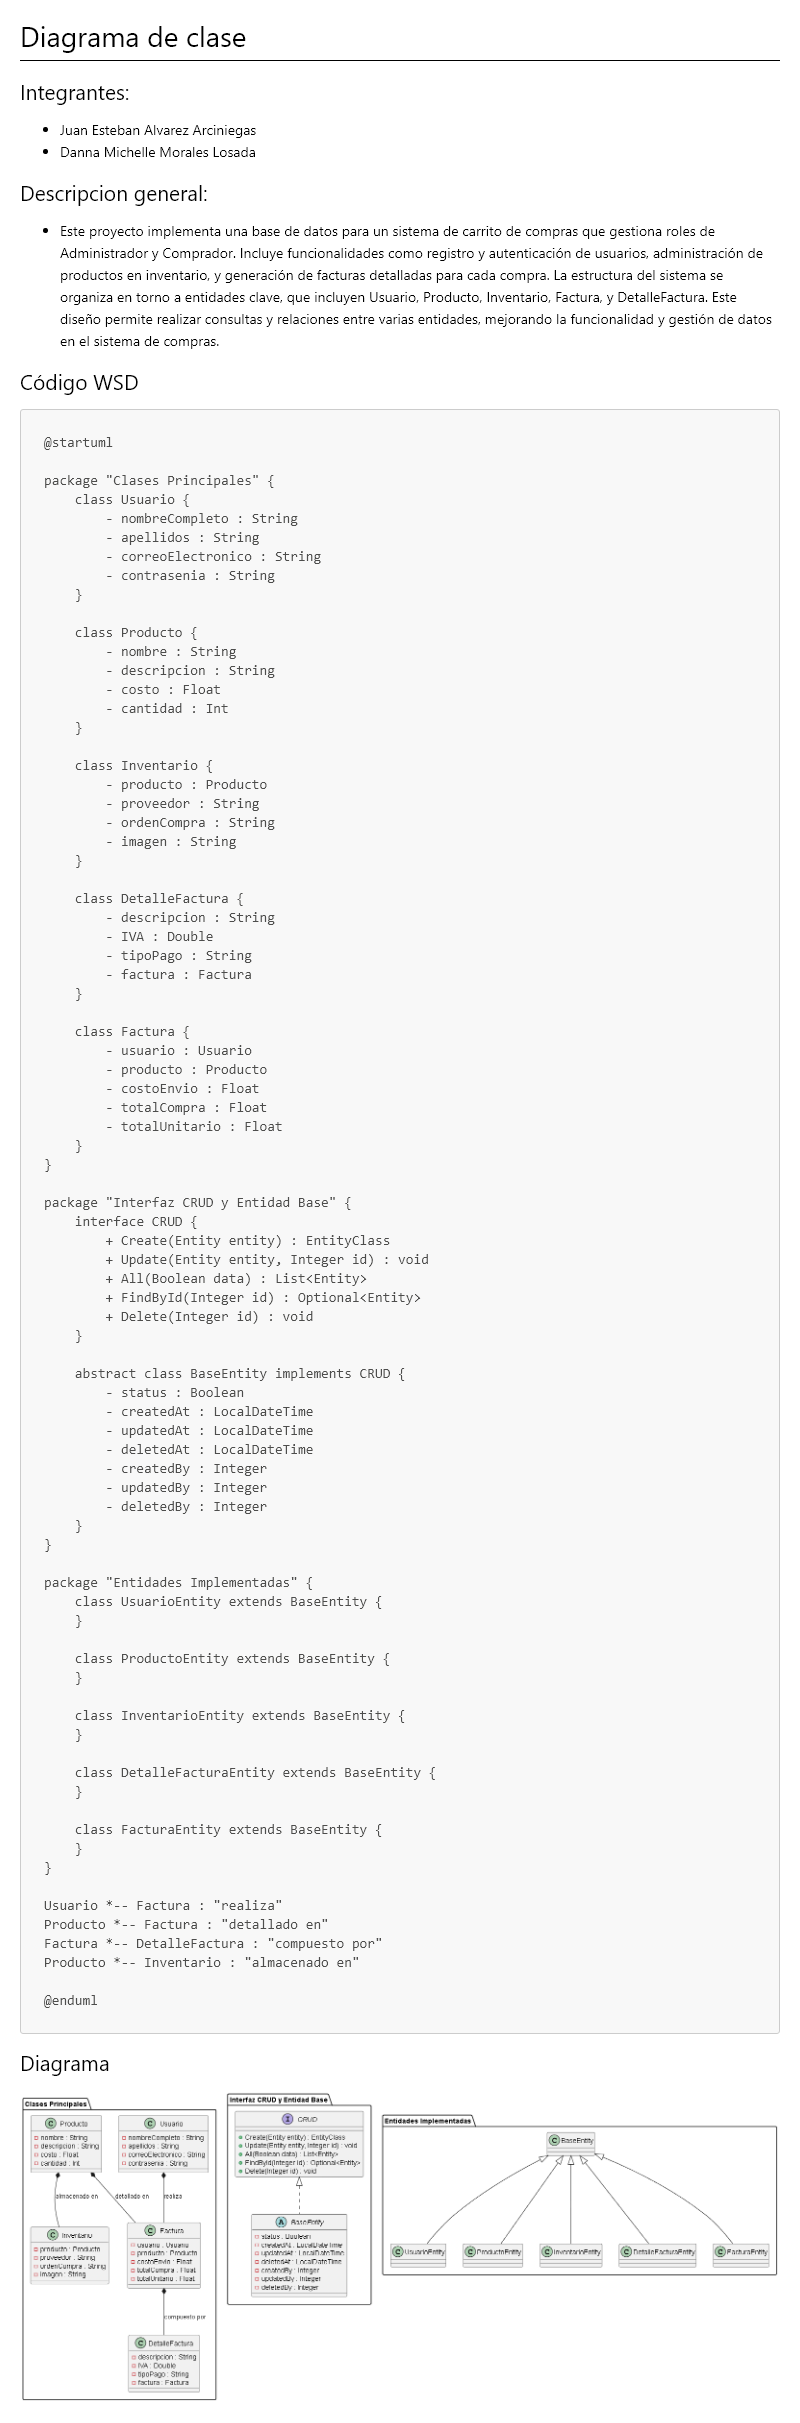 Diagrama de clase
Integrantes:
Juan Esteban Alvarez Arciniegas
Danna Michelle Morales Losada
Descripcion general:
Este proyecto implementa una base de datos para un sistema de carrito de compras que gestiona roles de
Administrador y Comprador. Incluye funcionalidades como registro y autenticación de usuarios, administración de
productos en inventario, y generación de facturas detalladas para cada compra. La estructura del sistema se
organiza en torno a entidades clave, que incluyen Usuario, Producto, Inventario, Factura, y DetalleFactura. Este
diseño permite realizar consultas y relaciones entre varias entidades, mejorando la funcionalidad y gestión de datos
en el sistema de compras.
Código WSD
@startuml
package "Clases Principales" {
class Usuario {
- nombreCompleto : String
- apellidos : String
- correoElectronico : String
- contrasenia : String
}
class Producto {
- nombre : String
- descripcion : String
- costo : Float
- cantidad : Int
}
class Inventario {
- producto : Producto
- proveedor : String
- ordenCompra : String
- imagen : String
}
class DetalleFactura {
- descripcion : String
- IVA : Double
- tipoPago : String
- factura : Factura
}
class Factura {
- usuario : Usuario
- producto : Producto
- costoEnvio : Float
- totalCompra : Float
- totalUnitario : Float
}
}
package "Interfaz CRUD y Entidad Base" {
interface CRUD {
+ Create(Entity entity) : EntityClass
+ Update(Entity entity, Integer id) : void
+ All(Boolean data) : List<Entity>
+ FindById(Integer id) : Optional<Entity>
+ Delete(Integer id) : void
}
abstract class BaseEntity implements CRUD {
- status : Boolean
- createdAt : LocalDateTime
- updatedAt : LocalDateTime
- deletedAt : LocalDateTime
- createdBy : Integer
- updatedBy : Integer
- deletedBy : Integer
}
}
package "Entidades Implementadas" {
class UsuarioEntity extends BaseEntity {
}
class ProductoEntity extends BaseEntity {
}
class InventarioEntity extends BaseEntity {
}
class DetalleFacturaEntity extends BaseEntity {
}
class FacturaEntity extends BaseEntity {
}
}
Usuario *-- Factura : "realiza"
Producto *-- Factura : "detallado en"
Factura *-- DetalleFactura : "compuesto por"
Producto *-- Inventario : "almacenado en"
@enduml
Diagrama
Clases Principales
C Producto
nombre : String
descripcion : String
costo : Float
cantidad : Int
C Usuario
nombreCompleto : String
apellidos : String
correoElectronico : String
contrasenia : String
almacenado en
detallado en
realiza
C Inventario
producto : Producto
proveedor : String
ordenCompra : String
imagen : String
C Factura
usuario : Usuario
producto : Producto
costoEnvio : Float
totalCompra : Float
totalUnitario : Float
compuesto por
C DetalleFactura
descripcion : String
IVA : Double
tipoPago : String
factura : Factura
Interfaz CRUD y Entidad Base
I CRUD
Create(Entity entity) : EntityClass
Update(Entity entity, Integer id) : void
All(Boolean data) : List<Entity>
FindById(Integer id) : Optional<Entity>
Delete(Integer id) : void
A BaseEntity
status : Boolean
createdAt : LocalDateTime
updatedAt : LocalDateTime
deletedAt : LocalDateTime
createdBy : Integer
updatedBy : Integer
deletedBy : Integer
Entidades Implementadas
C BaseEntity
C UsuarioEntity
C ProductoEntity
C InventarioEntity
C DetalleFacturaEntity
C FacturaEntity